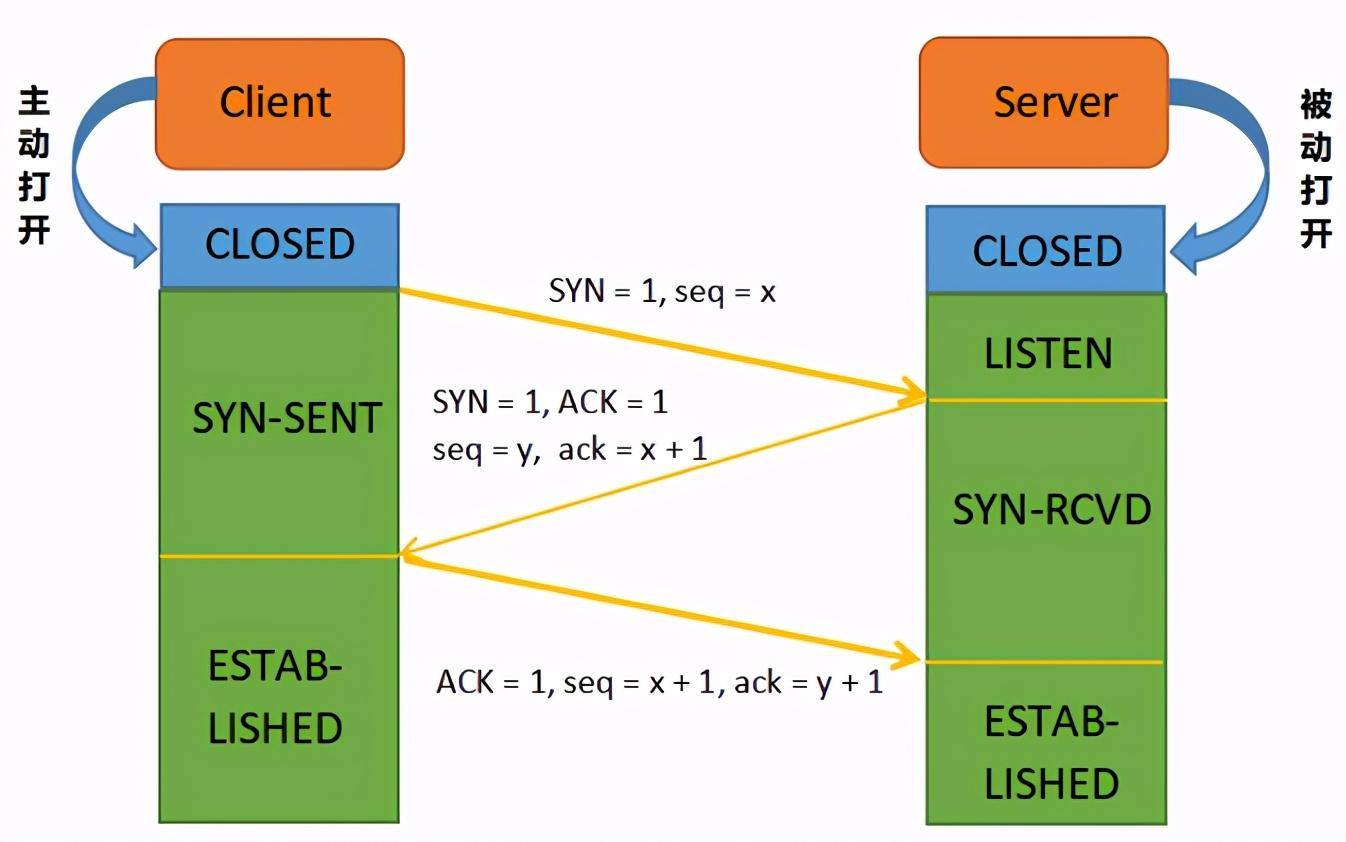 主动打开
Client
Server
被动打开
CLOSED
CLOSED
SYN = 1, seq = x
LISTEN
SYN-SENT
SYN = 1, ACK = 1
seq = y,  ack = x + 1
SYN-RCVD
ESTAB-
LISHED
ACK = 1, seq = x + 1, ack = y + 1
ESTAB-
LISHED